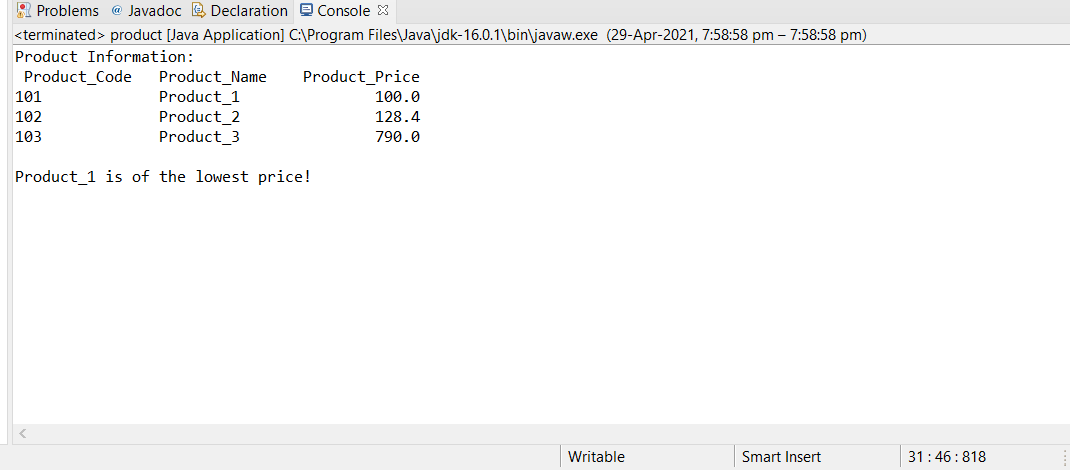 Problems @ Javadoc Declaration Console
<terminated> product [Java Application] C:\Program Files\Java\jdk-16.0.1\bin\javaw.exe (29-Apr-2021, 7:58:58 pm – 7:58:58 pm)
Product Information:
Product_Code Product_Name Product_Price
101 Product_1 100.0
102 Product_2 128.4
103 Product_3 790.0
Product_1 is of the lowest price!
Writable Smart Insert 31 : 46 : 818